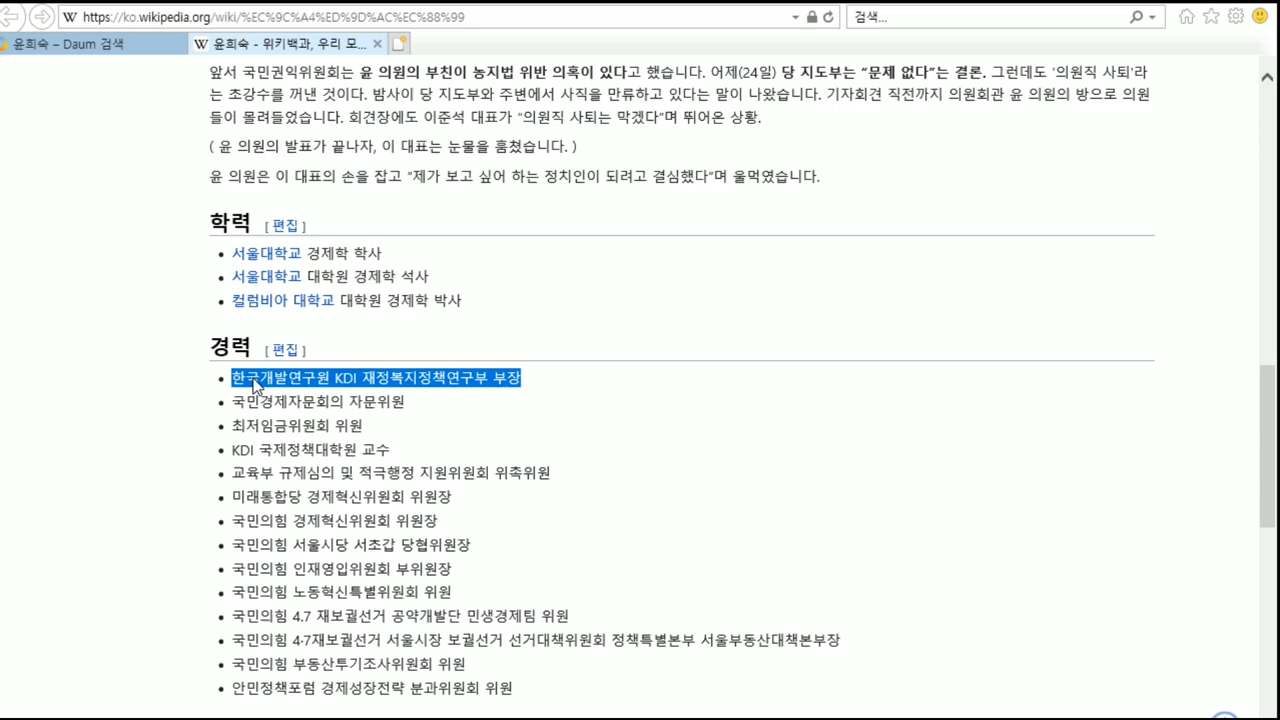 https://ko.wikipedia.org/wiki/%EC%9C%A4%ED%9D%AC%EC%88%99
검색...
윤희숙 – Daum 검색
윤희숙 - 위키백과, 우리 모...
앞서 국민권익위원회는 윤 의원의 부친이 농지법 위반 의혹이 있다고 했습니다. 어제(24일) 당 지도부는 “문제 없다”는 결론. 그런데도 '의원직 사퇴'라
는 초강수를 꺼낸 것이다. 밤사이 당 지도부와 주변에서 사직을 만류하고 있다는 말이 나왔습니다. 기자회견 직전까지 의원회관 윤 의원의 방으로 의원
들이 몰려들었습니다. 회견장에도 이준석 대표가 “의원직 사퇴는 막겠다”며 뛰어온 상황.
( 윤 의원의 발표가 끝나자, 이 대표는 눈물을 훔쳤습니다. )
윤 의원은 이 대표의 손을 잡고 “제가 보고 싶어 하는 정치인이 되려고 결심했다”며 울먹였습니다.
학력 [ 편집 ]
서울대학교 경제학 학사
서울대학교 대학원 경제학 석사
컬럼비아 대학교 대학원 경제학 박사
경력 [ 편집 ]
한국개발연구원 KDI 재정복지정책연구부 부장
국민경제자문회의 자문위원
최저임금위원회 위원
KDI 국제정책대학원 교수
교육부 규제심의 및 적극행정 지원위원회 위촉위원
미래통합당 경제혁신위원회 위원장
국민의힘 경제혁신위원회 위원장
국민의힘 서울시당 서초갑 당협위원장
국민의힘 인재영입위원회 부위원장
국민의힘 노동혁신특별위원회 위원
국민의힘 4.7 재보궐선거 공약개발단 민생경제팀 위원
국민의힘 4·7재보궐선거 서울시장 보궐선거 선거대책위원회 정책특별본부 서울부동산대책본부장
국민의힘 부동산투기조사위원회 위원
안민정책포럼 경제성장전략 분과위원회 위원